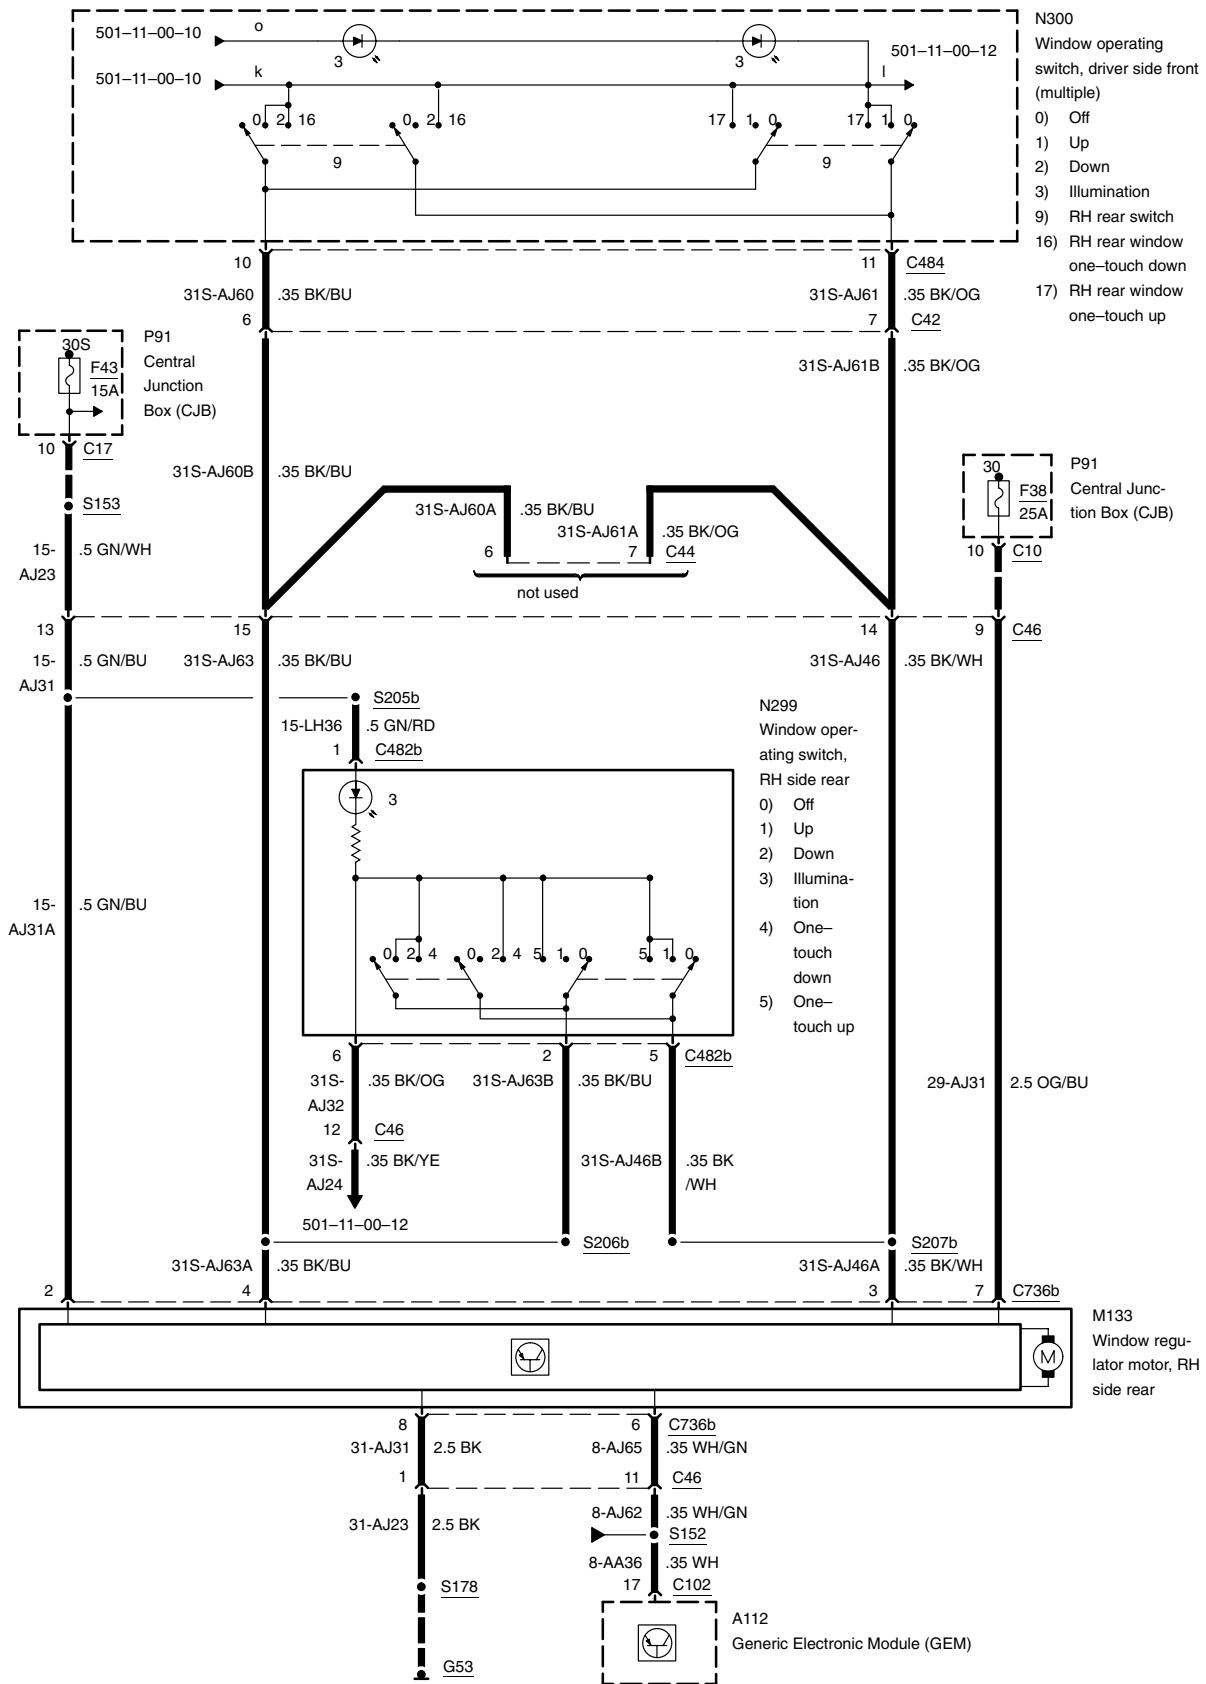 501–11–00–10
o
3
3
501–11–00–12
501–11–00–10
k
l
0 2 16
0 2 16
17 1 0
17 1 0
9
9
N300
Window operating
switch, driver side front
(multiple)
0) Off
1) Up
2) Down
3) Illumination
9) RH rear switch
16) RH rear window
one–touch down
17) RH rear window
one–touch up
10
11 C484
31S-AJ60 .35 BK/BU
31S-AJ61 .35 BK/OG
6
7 C42
30S
F43
15A
P91
Central
Junction
Box (CJB)
31S-AJ61B .35 BK/OG
10 C17
31S-AJ60B .35 BK/BU
S153
15-
AJ23
.5 GN/WH
31S-AJ60A .35 BK/BU
31S-AJ61A .35 BK/OG
6
7 C44
not used
30
F38
25A
P91
Central Junc-
tion Box (CJB)
10 C10
13
15
14
9 C46
15-
AJ31
.5 GN/BU
31S-AJ63 .35 BK/BU
31S-AJ46 .35 BK/WH
S205b
15-LH36 .5 GN/RD
1 C482b
3
N299
Window oper-
ating switch,
RH side rear
0) Off
1) Up
2) Down
3) Illumina-
tion
4) One–
touch
down
5) One–
touch up
15-
AJ31A
.5 GN/BU
0 2 4
0 2 4
5 1 0
5 1 0
6
2
5 C482b
31S-
AJ32
.35 BK/OG
31S-AJ63B .35 BK/BU
29-AJ31 2.5 OG/BU
12 C46
31S-
AJ24
.35 BK/YE
31S-AJ46B .35 BK
/WH
501–11–00–12
S206b
S207b
31S-AJ63A .35 BK/BU
31S-AJ46A .35 BK/WH
2
4
3
7 C736b
M
M133
Window regu-
lator motor, RH
side rear
8
6 C736b
31-AJ31 2.5 BK
8-AJ65 .35 WH/GN
1
11 C46
31-AJ23 2.5 BK
8-AJ62 .35 WH/GN
S152
8-AA36 .35 WH
S178
17 C102
G53
A112
Generic Electronic Module (GEM)